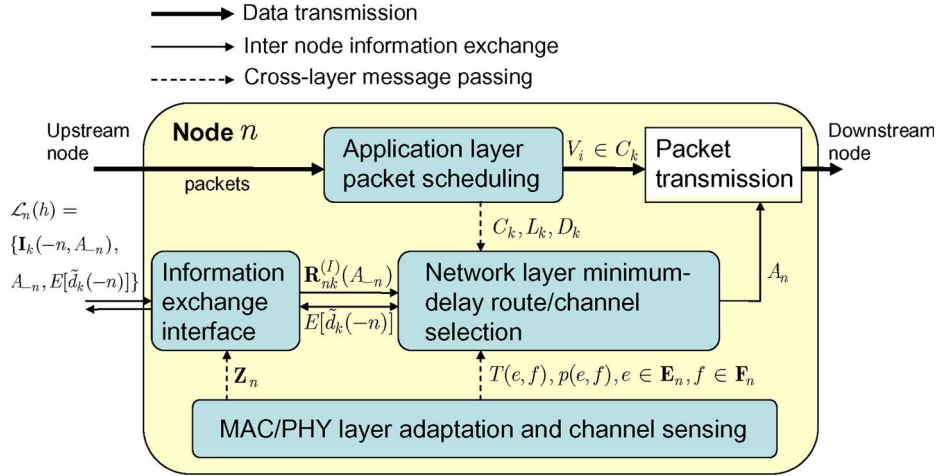 Data transmission
Inter node information exchange
Cross-layer message passing
Upstream
node
Node n
Application layer
packet scheduling
V_i ∈ C_k
Packet
transmission
Downstream
node
packets
ℒ_n(h) =
{𝐈_k(−n, A_{−n}),
A_{−n}, E[d̃_k(−n)]}
C_k, L_k, D_k
Information
exchange
interface
𝐑_{nk}^{(I)}(A_{−n})
E[d̃_k(−n)]
Network layer minimum-
delay route/channel
selection
A_n
𝐙_n
T(e, f), p(e, f), e ∈ 𝐄_n, f ∈ 𝐅_n
MAC/PHY layer adaptation and channel sensing